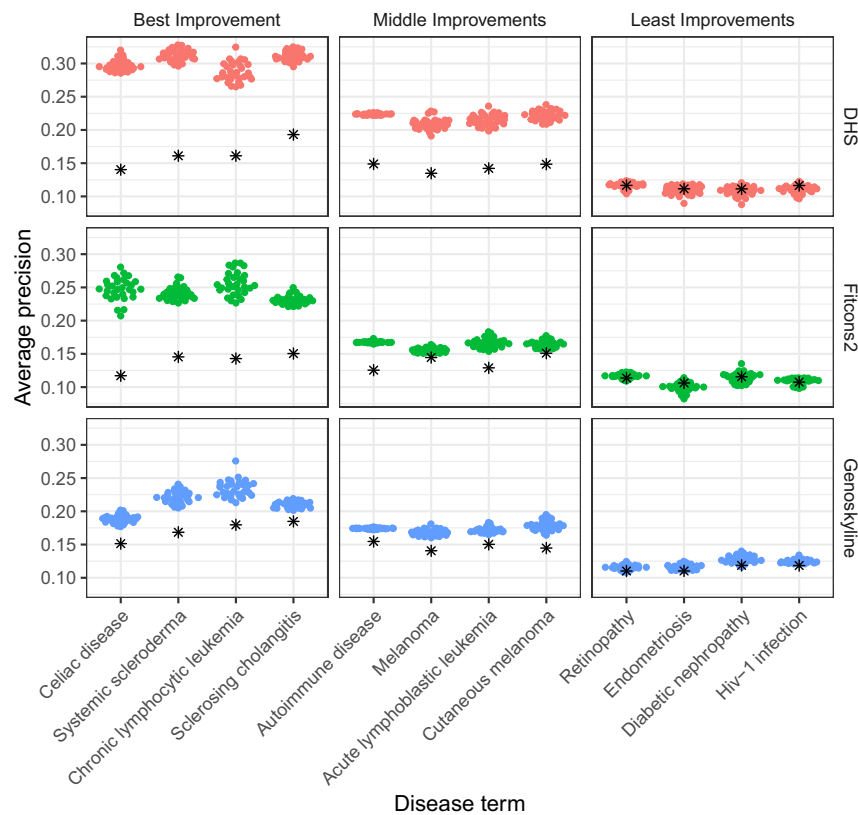 Best Improvement
Middle Improvements
Least Improvements
0.30
0.25
0.20
0.15
0.10
DHS
0.30
0.25
0.20
0.15
0.10
Fitcons2
0.30
0.25
0.20
0.15
0.10
Genoskyline
Average precision
Celiac disease
Systemic scleroderma
Chronic lymphocytic leukemia
Sclerosing cholangitis
Autoimmune disease
Melanoma
Acute lymphoblastic leukemia
Cutaneous melanoma
Retinopathy
Endometriosis
Diabetic nephropathy
Hiv−1 infection
Disease term